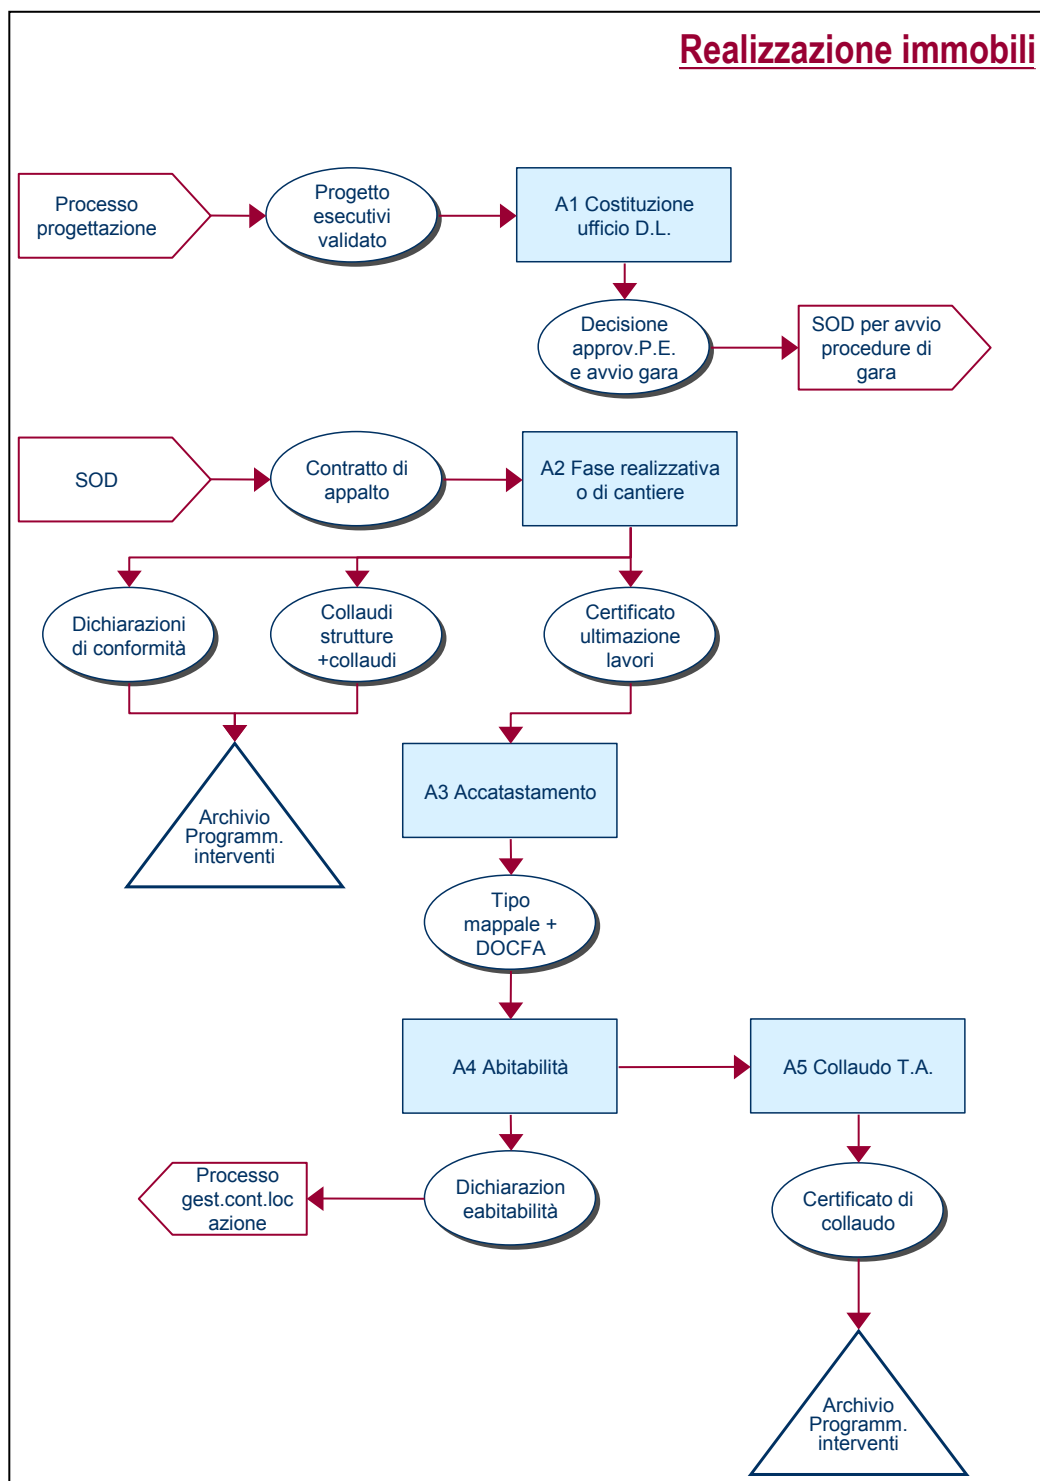 Realizzazione immobili
Processo
progettazione
Progetto
esecutivi
validato
A1 Costituzione
ufficio D.L.
Decisione
approv.P.E.
e avvio gara
SOD per avvio
procedure di
gara
SOD
Contratto di
appalto
A2 Fase realizzativa
o di cantiere
Dichiarazioni
di conformità
Collaudi
strutture
+collaudi
Certificato
ultimazione
lavori
A3 Accatastamento
Archivio
Programm.
interventi
Tipo
mappale +
DOCFA
A4 Abitabilità
A5 Collaudo T.A.
Processo
gest.cont.loc
azione
Dichiarazion
eabitabilità
Certificato di
collaudo
Archivio
Programm.
interventi